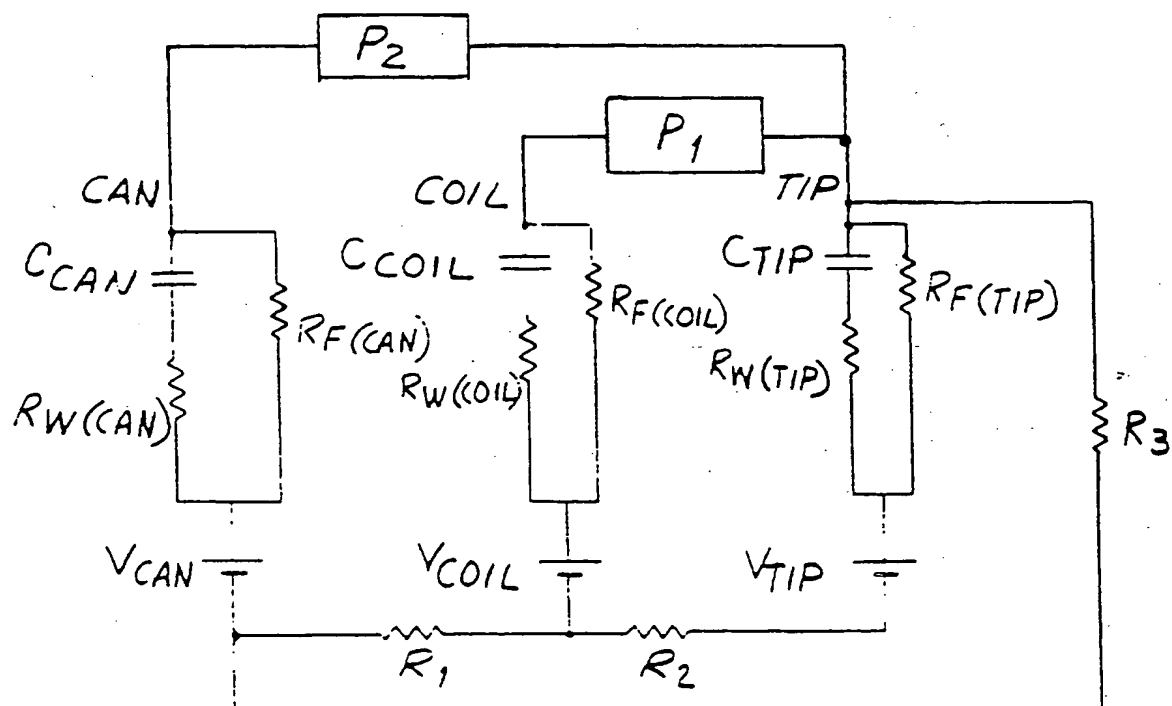 P2
P1
CAN
COIL
TIP
CCAN
CCOIL
CTIP
RF(CAN)
RF(COIL)
RF(TIP)
RW(CAN)
RW(COIL)
RW(TIP)
R3
VCAN
VCOIL
VTIP
R1
R2